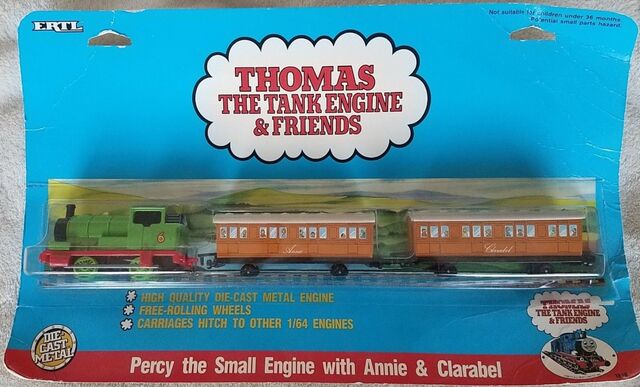 ERTL
Not suitable for children under 36 months.
Potential small parts hazard.
THOMAS
THE TANK ENGINE
& FRIENDS
6
Annie
Clarabel
HIGH QUALITY DIE-CAST METAL ENGINE
FREE-ROLLING WHEELS
CARRIAGES HITCH TO OTHER 1/64 ENGINES
DIE
CAST
METAL
THOMAS
THE TANK ENGINE
& FRIENDS
Percy the Small Engine with Annie & Clarabel